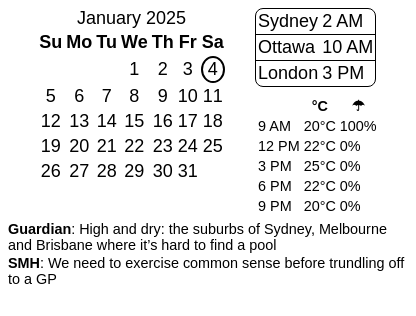 January 2025
Su Mo Tu We Th Fr Sa
1 2 3 4
5 6 7 8 9 10 11
12 13 14 15 16 17 18
19 20 21 22 23 24 25
26 27 28 29 30 31
Sydney 2 AM
Ottawa 10 AM
London 3 PM
°C ☂
9 AM 20°C 100%
12 PM 22°C 0%
3 PM 25°C 0%
6 PM 22°C 0%
9 PM 20°C 0%
Guardian: High and dry: the suburbs of Sydney, Melbourne
and Brisbane where it’s hard to find a pool
SMH: We need to exercise common sense before trundling off
to a GP